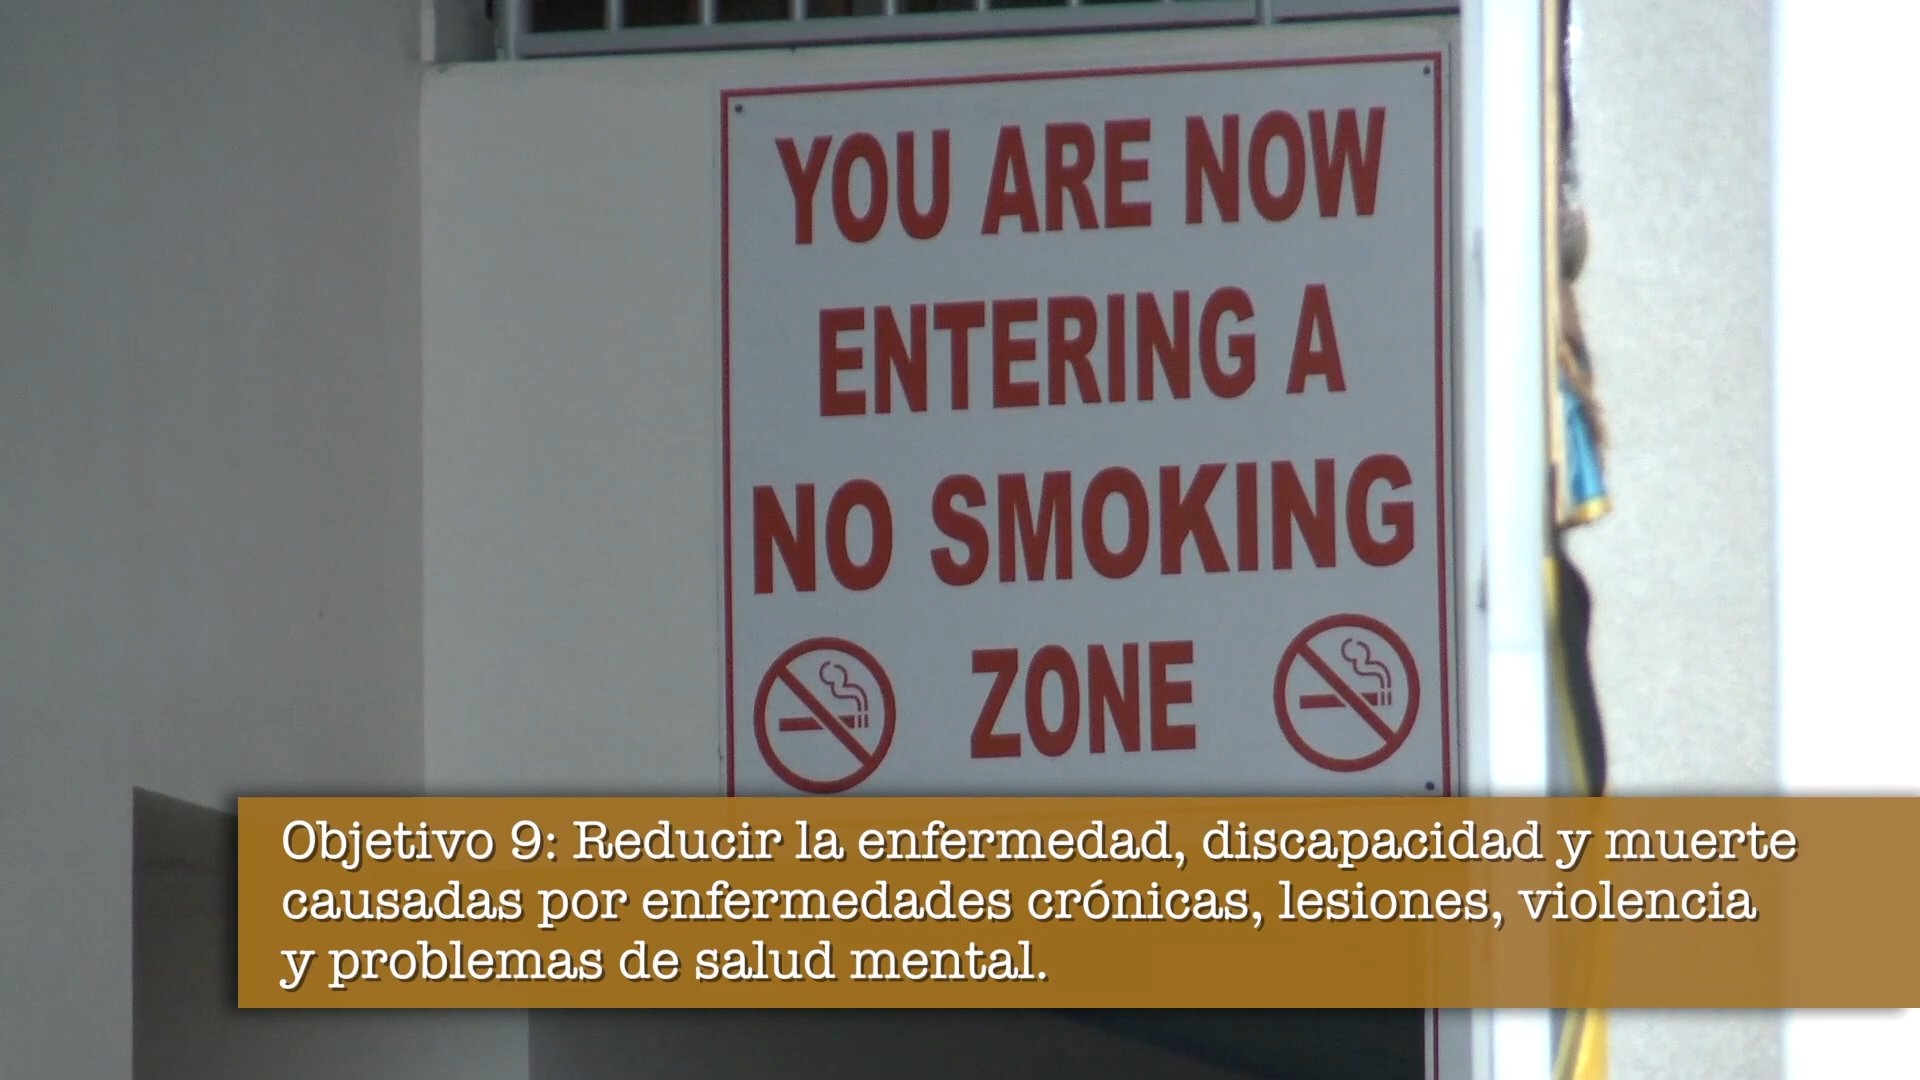 YOU ARE NOW
ENTERING A
NO SMOKING
ZONE
Objetivo 9: Reducir la enfermedad, discapacidad y muerte
causadas por enfermedades crónicas, lesiones, violencia
y problemas de salud mental.